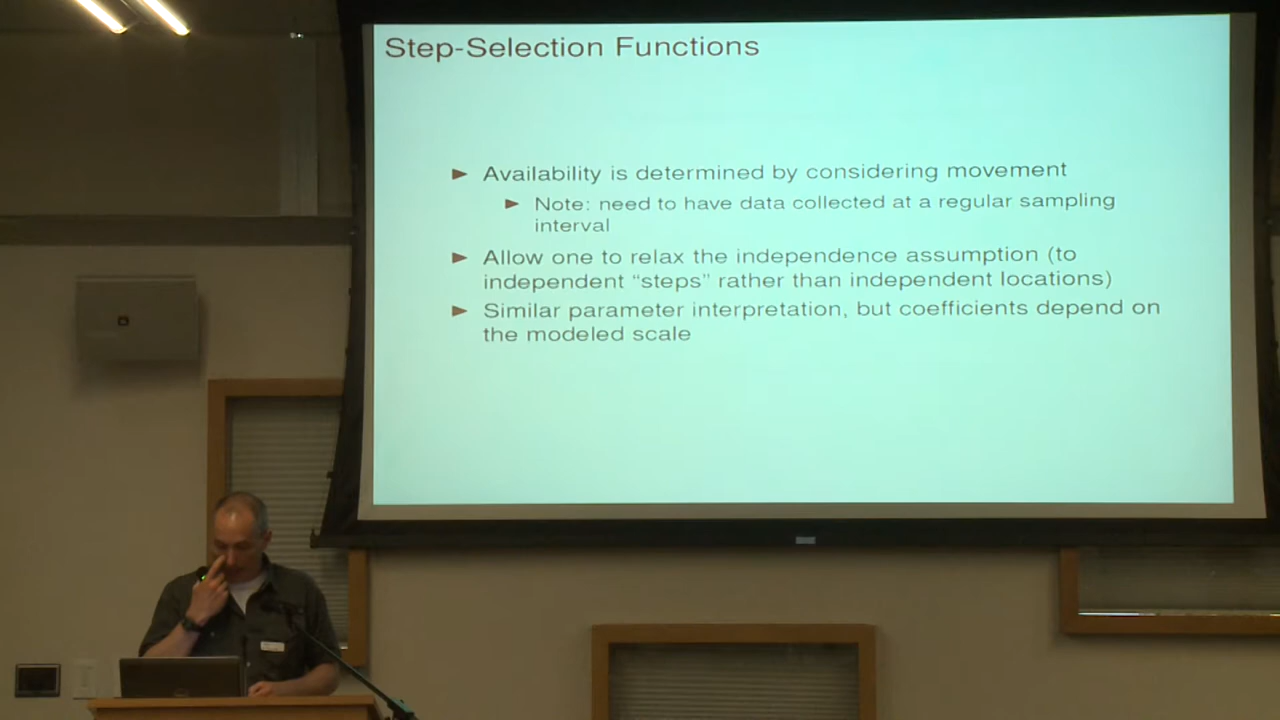 Step-Selection Functions
Availability is determined by considering movement
Note: need to have data collected at a regular sampling
interval
Allow one to relax the independence assumption (to
independent “steps” rather than independent locations)
Similar parameter interpretation, but coefficients depend on
the modeled scale